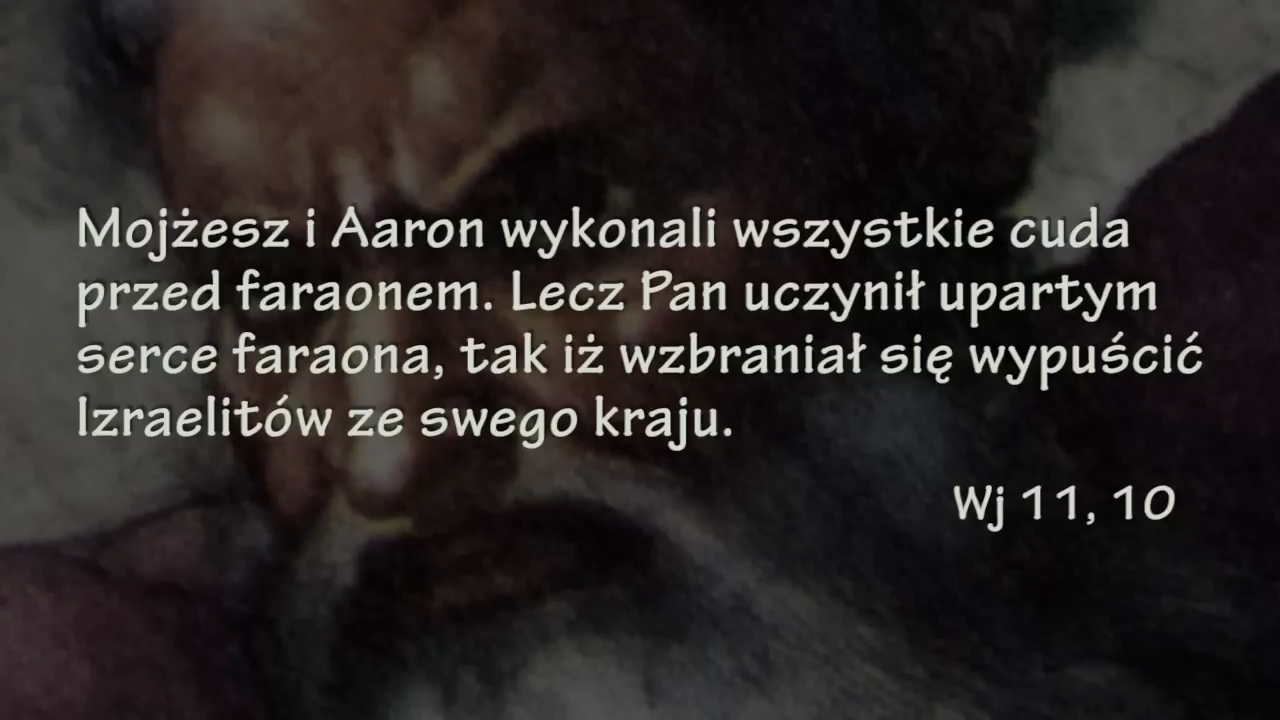 Mojżesz i Aaron wykonali wszystkie cuda
przed faraonem. Lecz Pan uczynił upartym
serce faraona, tak iż wzbraniał się wypuścić
Izraelitów ze swego kraju.
Wj 11, 10